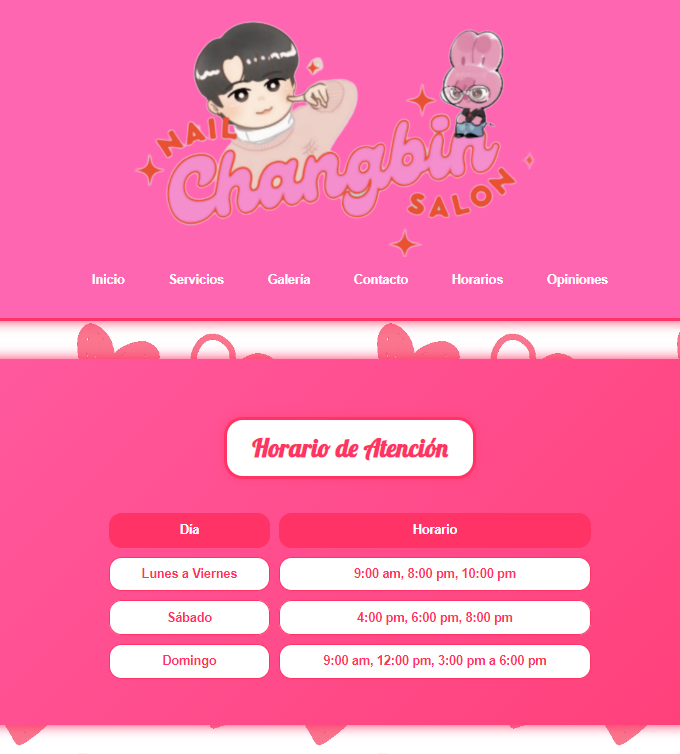 NAIL
Changbin
SALON
Inicio Servicios Galería Contacto Horarios Opiniones
Horario de Atención
Día Horario
Lunes a Viernes 9:00 am, 8:00 pm, 10:00 pm
Sábado 4:00 pm, 6:00 pm, 8:00 pm
Domingo 9:00 am, 12:00 pm, 3:00 pm a 6:00 pm